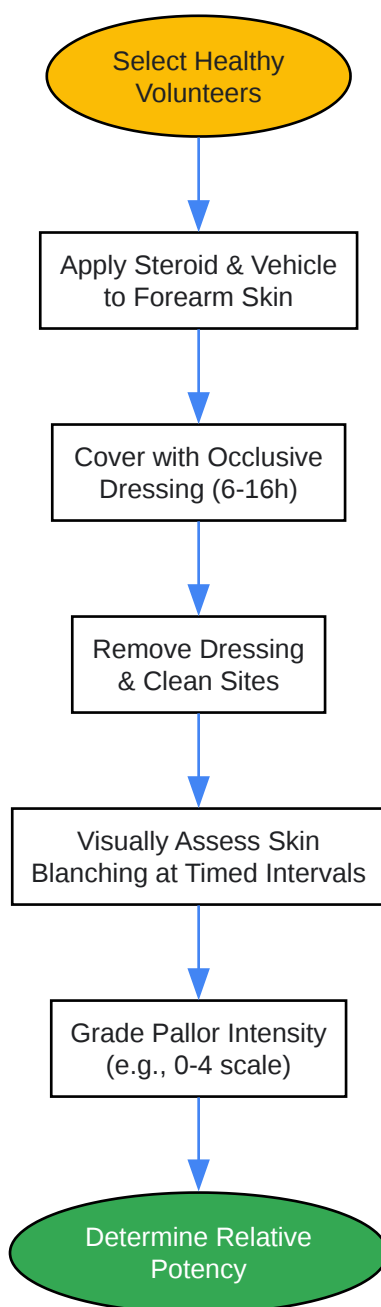 Select Healthy
Volunteers
Apply Steroid & Vehicle
to Forearm Skin
Cover with Occlusive
Dressing (6-16h)
Remove Dressing
& Clean Sites
Visually Assess Skin
Blanching at Timed Intervals
Grade Pallor Intensity
(e.g., 0-4 scale)
Determine Relative
Potency